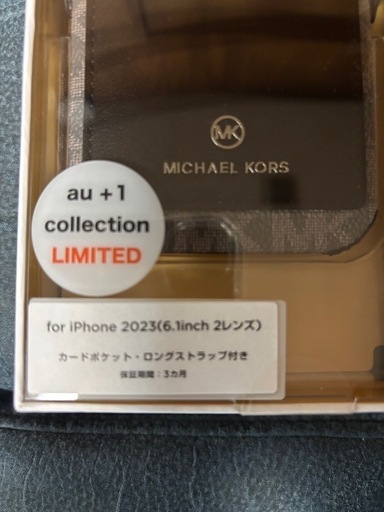 MK
MICHAEL KORS
au +1
collection
LIMITED
for iPhone 2023(6.1inch 2レンズ)
カードポケット・ロングストラップ付き
保証期間：3カ月